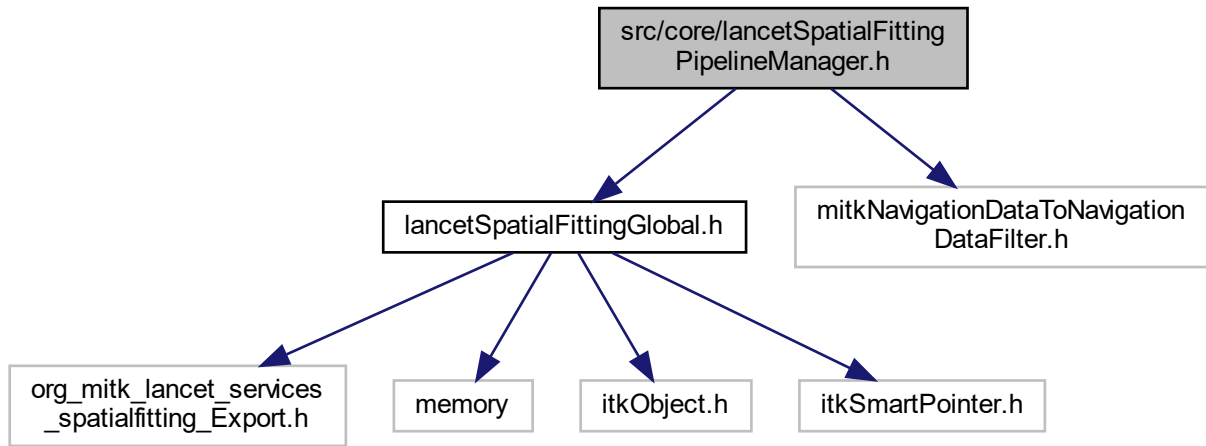 src/core/lancetSpatialFitting
PipelineManager.h
lancetSpatialFittingGlobal.h
mitkNavigationDataToNavigation
DataFilter.h
org_mitk_lancet_services
_spatialfitting_Export.h
memory
itkObject.h
itkSmartPointer.h